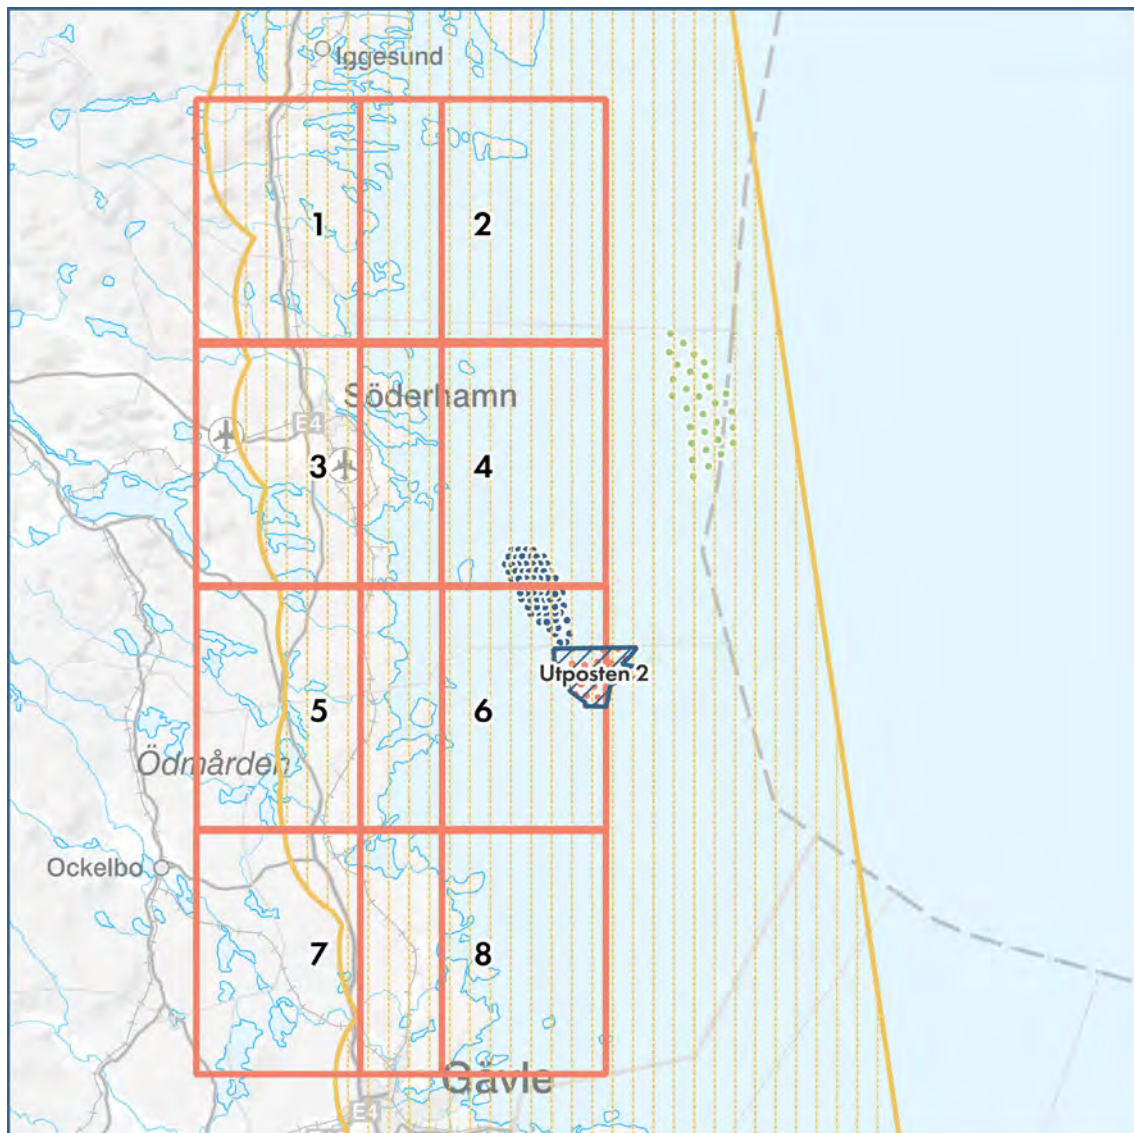 Iggesund
1
2
Söderhamn
E4
3
4
Utposten 2
5
6
Ödmården
Ockelbo
7
8
Gävle
E4